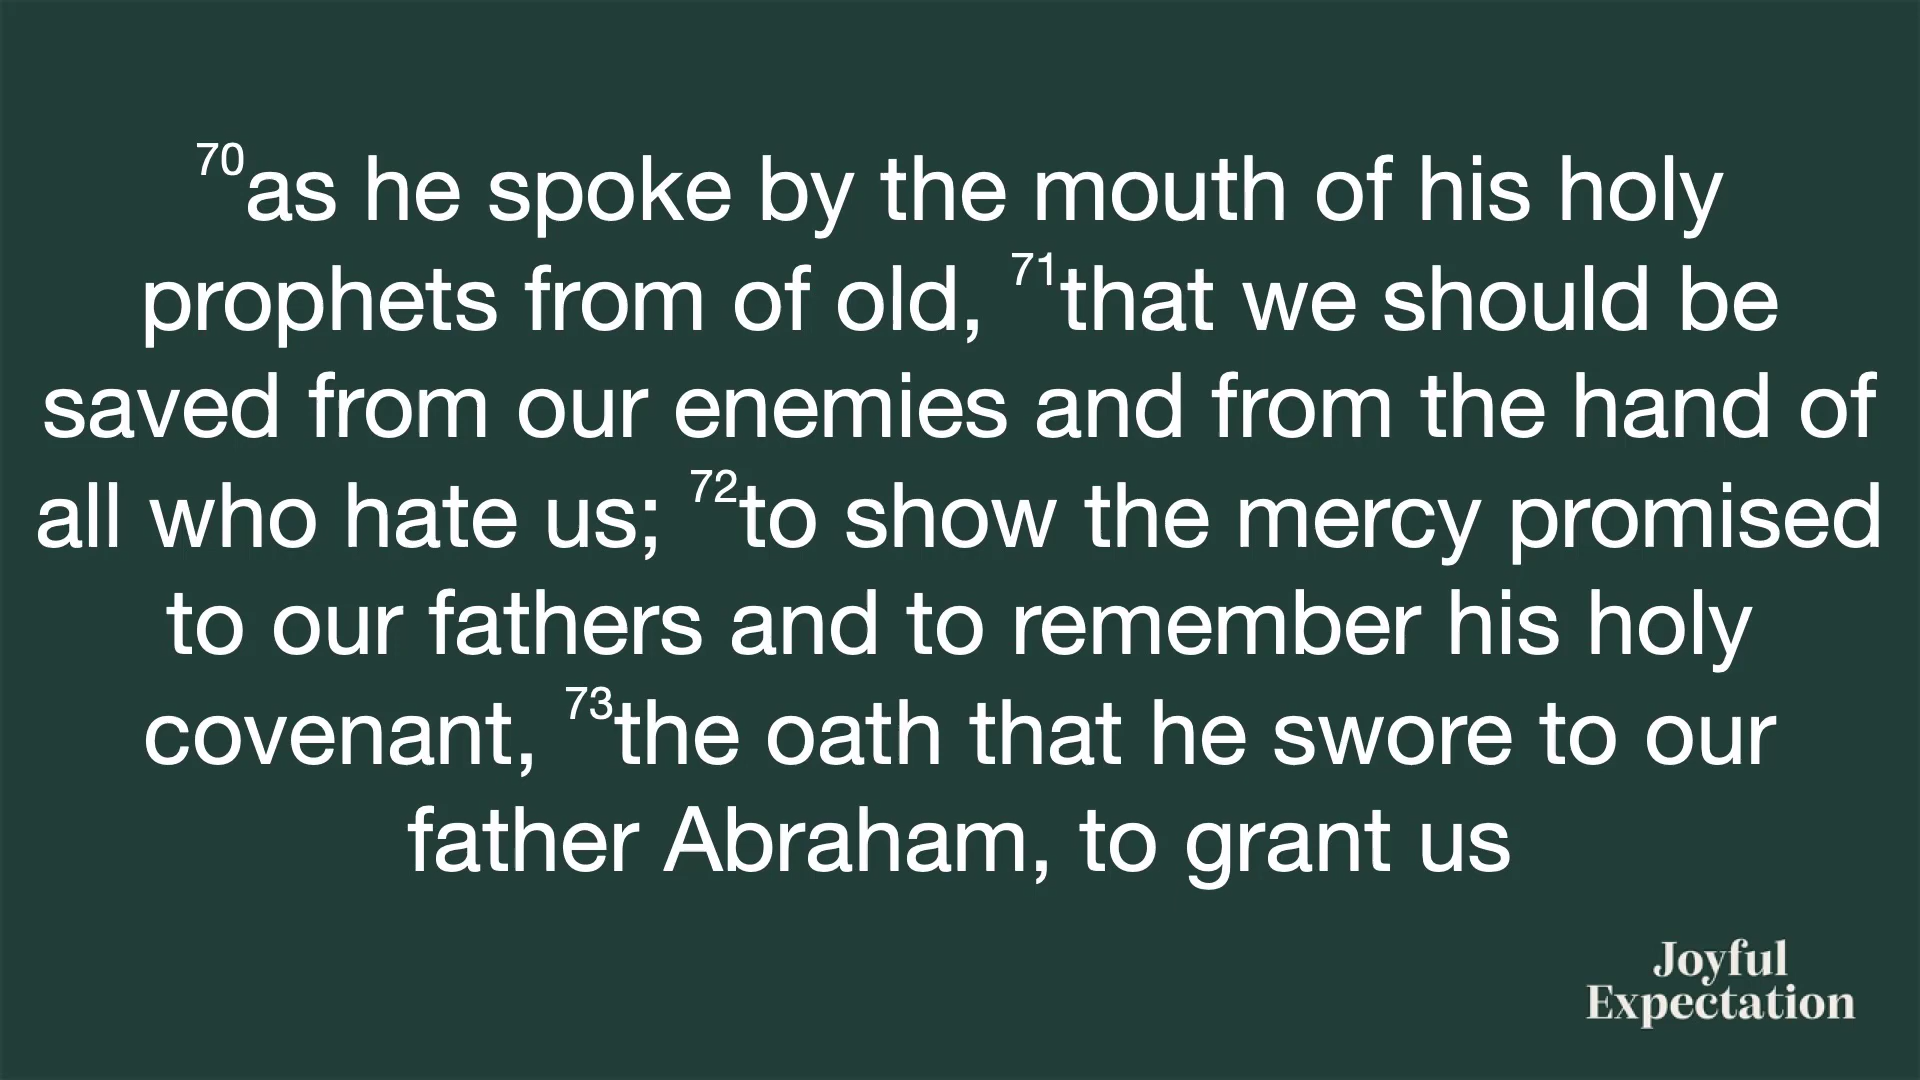 70as he spoke by the mouth of his holy
prophets from of old, 71that we should be
saved from our enemies and from the hand of
all who hate us; 72to show the mercy promised
to our fathers and to remember his holy
covenant, 73the oath that he swore to our
father Abraham, to grant us
Joyful
Expectation